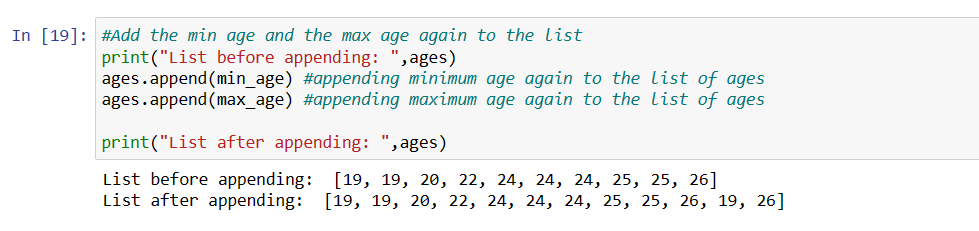 In [19]: #Add the min age and the max age again to the list
print("List before appending: ",ages)
ages.append(min_age) #appending minimum age again to the list of ages
ages.append(max_age) #appending maximum age again to the list of ages
print("List after appending: ",ages)
List before appending:  [19, 19, 20, 22, 24, 24, 24, 25, 25, 26]
List after appending:  [19, 19, 20, 22, 24, 24, 24, 25, 25, 26, 19, 26]